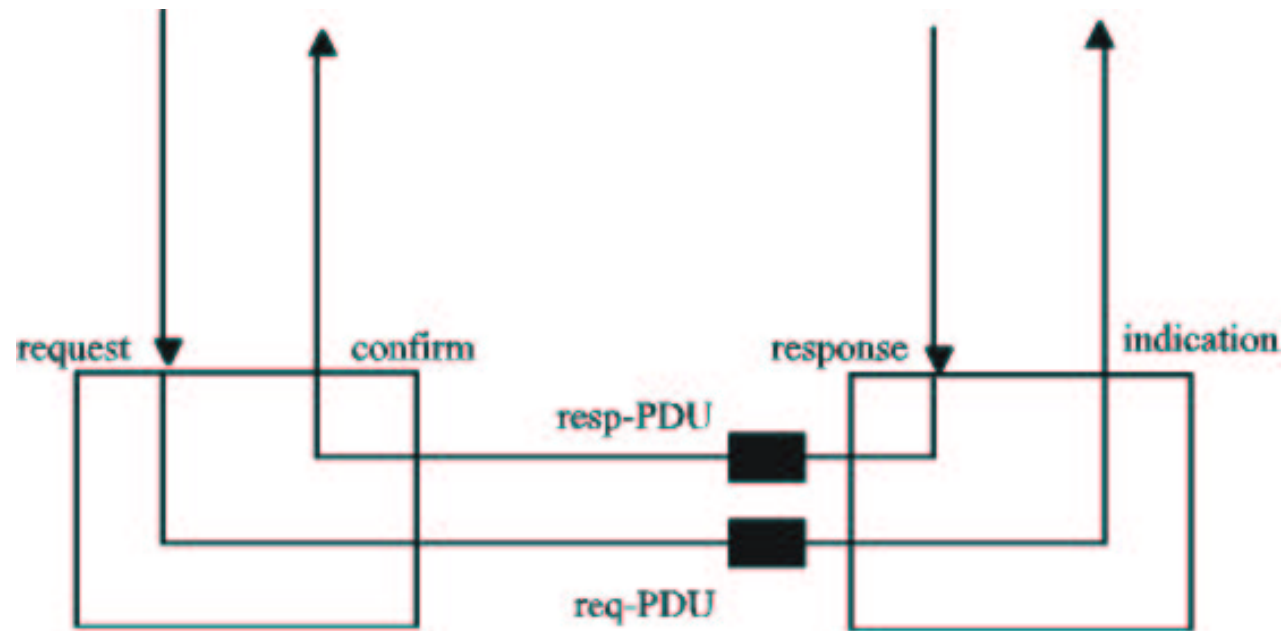 request
confirm
response
indication
resp-PDU
req-PDU